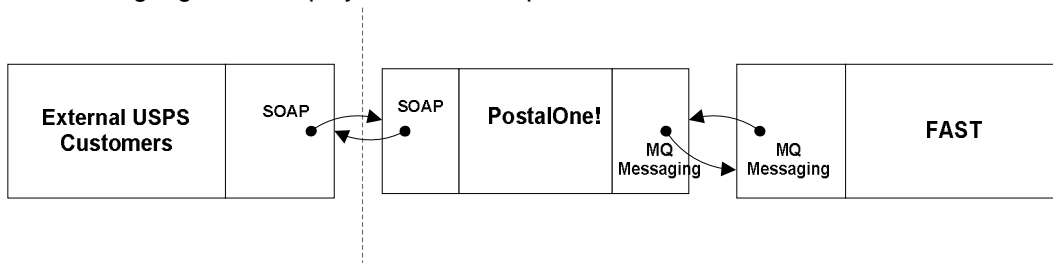 External USPS
Customers
SOAP
SOAP
PostalOne!
MQ
Messaging
MQ
Messaging
FAST